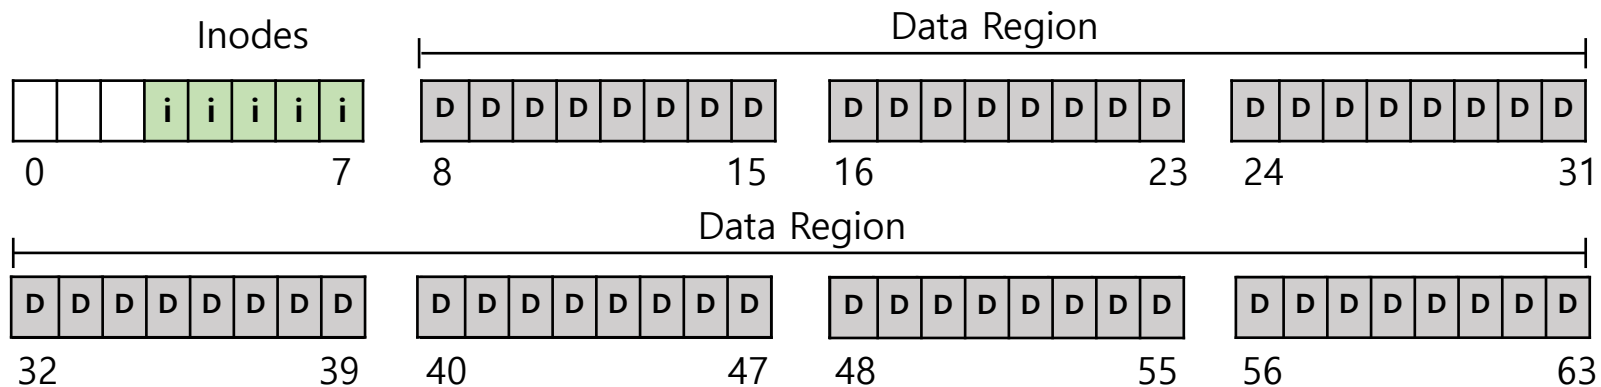 Inodes Data Region
i i i i i D D D D D D D D D D D D D D D D D D D D D D D D
0 7 8 15 16 23 24 31
Data Region
D D D D D D D D D D D D D D D D D D D D D D D D D D D D D D D D
32 39 40 47 48 55 56 63